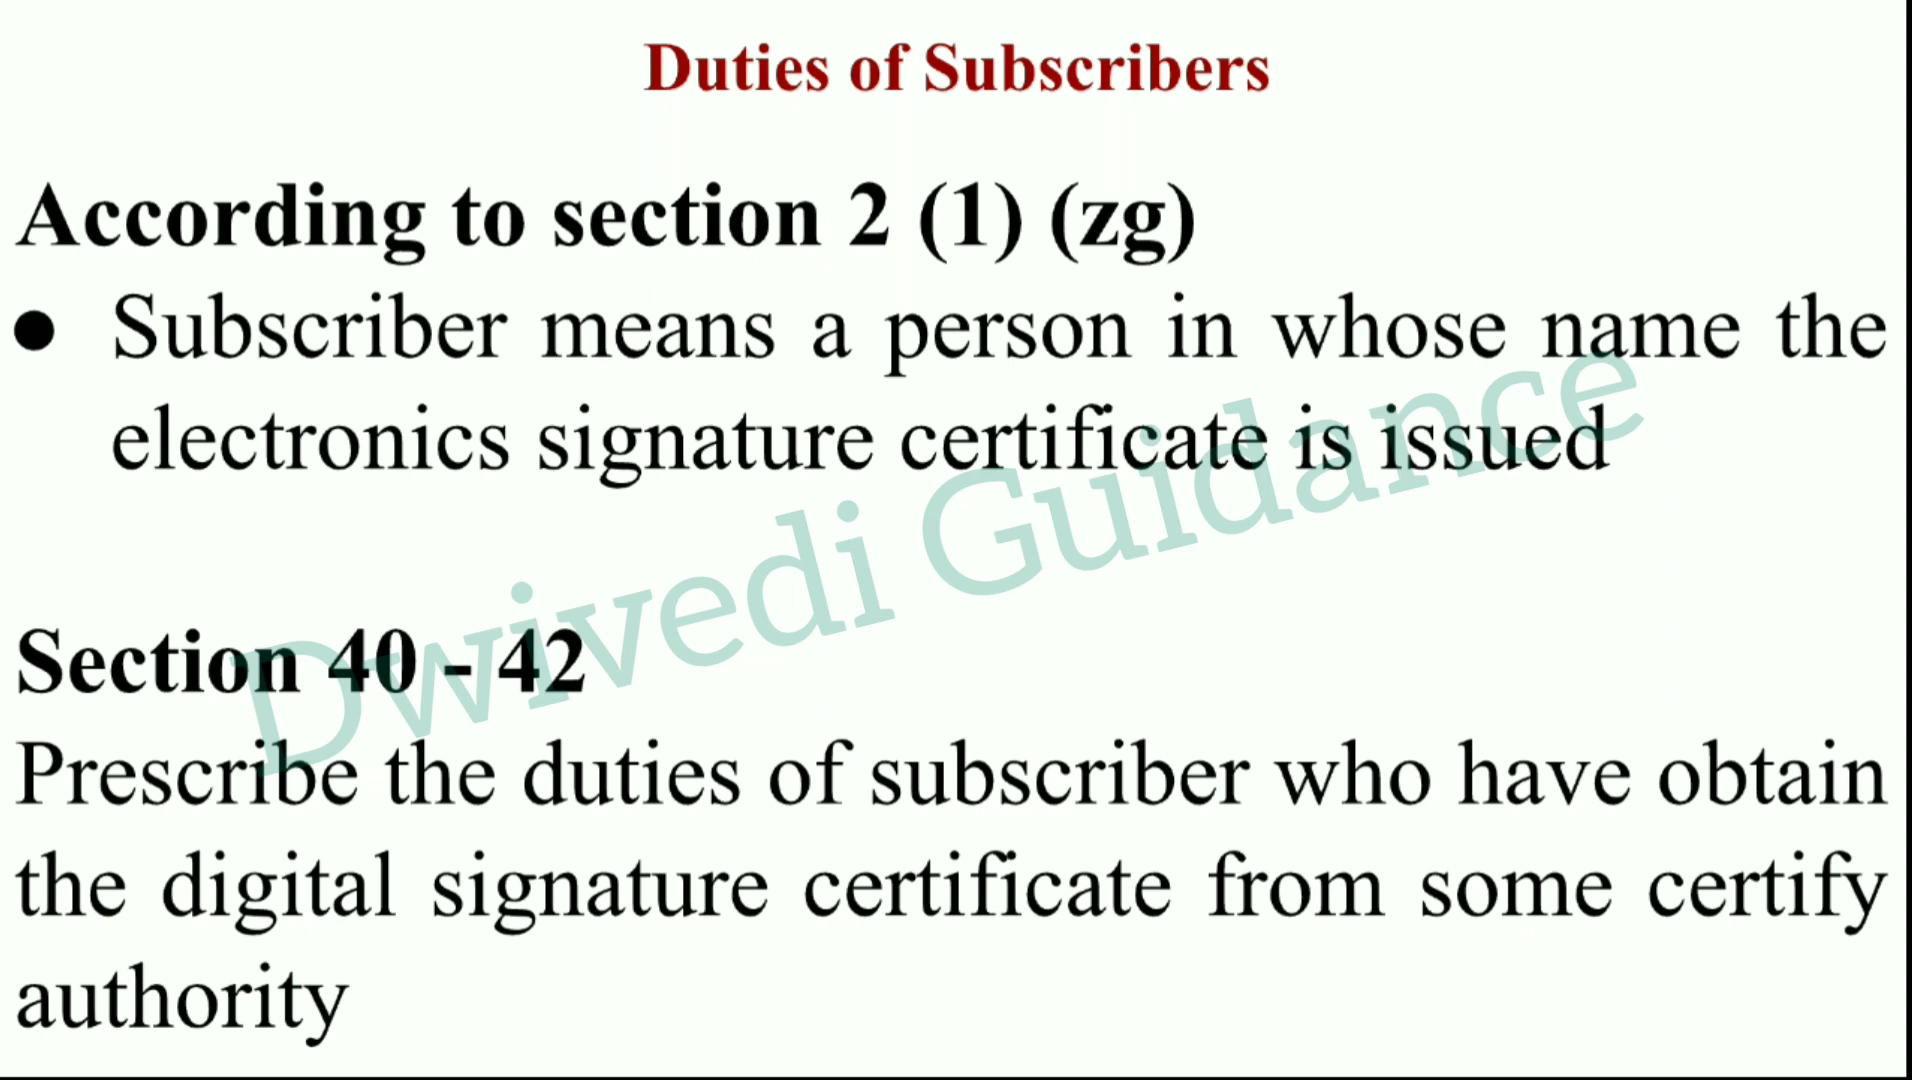 Duties of Subscribers
According to section 2 (1) (zg)
● Subscriber means a person in whose name the
electronics signature certificate is issued
Dwivedi Guidance
Section 40 - 42
Prescribe the duties of subscriber who have obtain
the digital signature certificate from some certify
authority